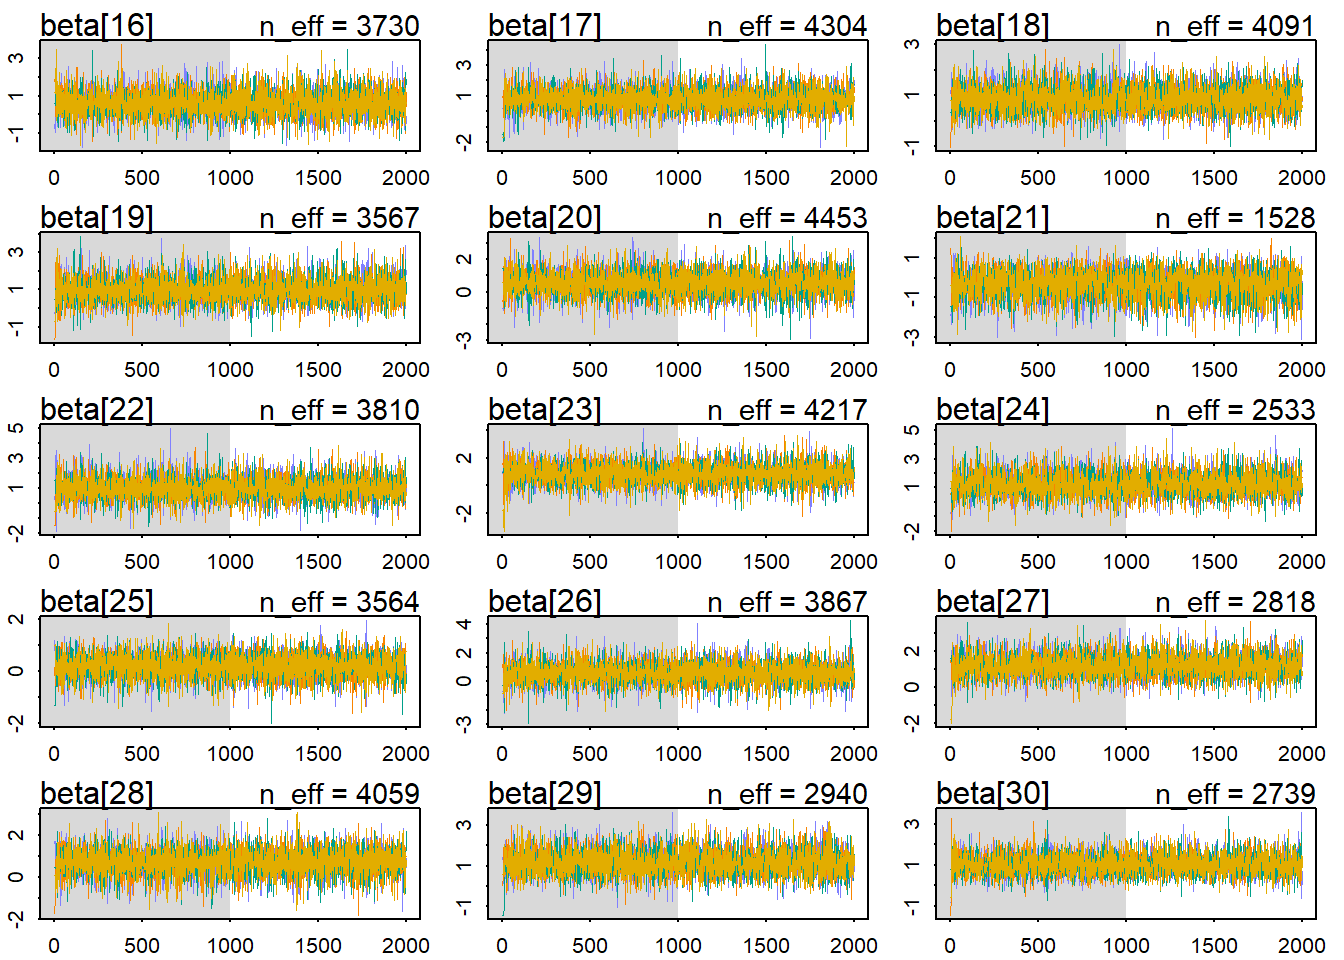 beta[16] n_eff = 3730 beta[17] n_eff = 4304 beta[18] n_eff = 4091
3 1 -1 3 1 -2 3 1 -1
0 500 1000 1500 2000 0 500 1000 1500 2000 0 500 1000 1500 2000
beta[19] n_eff = 3567 beta[20] n_eff = 4453 beta[21] n_eff = 1528
3 1 -1 2 0 -3 1 -1 -3
0 500 1000 1500 2000 0 500 1000 1500 2000 0 500 1000 1500 2000
beta[22] n_eff = 3810 beta[23] n_eff = 4217 beta[24] n_eff = 2533
5 3 1 -2 2 -2 5 3 1 -2
0 500 1000 1500 2000 0 500 1000 1500 2000 0 500 1000 1500 2000
beta[25] n_eff = 3564 beta[26] n_eff = 3867 beta[27] n_eff = 2818
2 0 -2 4 2 0 -3 2 0 -2
0 500 1000 1500 2000 0 500 1000 1500 2000 0 500 1000 1500 2000
beta[28] n_eff = 4059 beta[29] n_eff = 2940 beta[30] n_eff = 2739
2 0 -2 3 1 -1 3 1 -1
0 500 1000 1500 2000 0 500 1000 1500 2000 0 500 1000 1500 2000